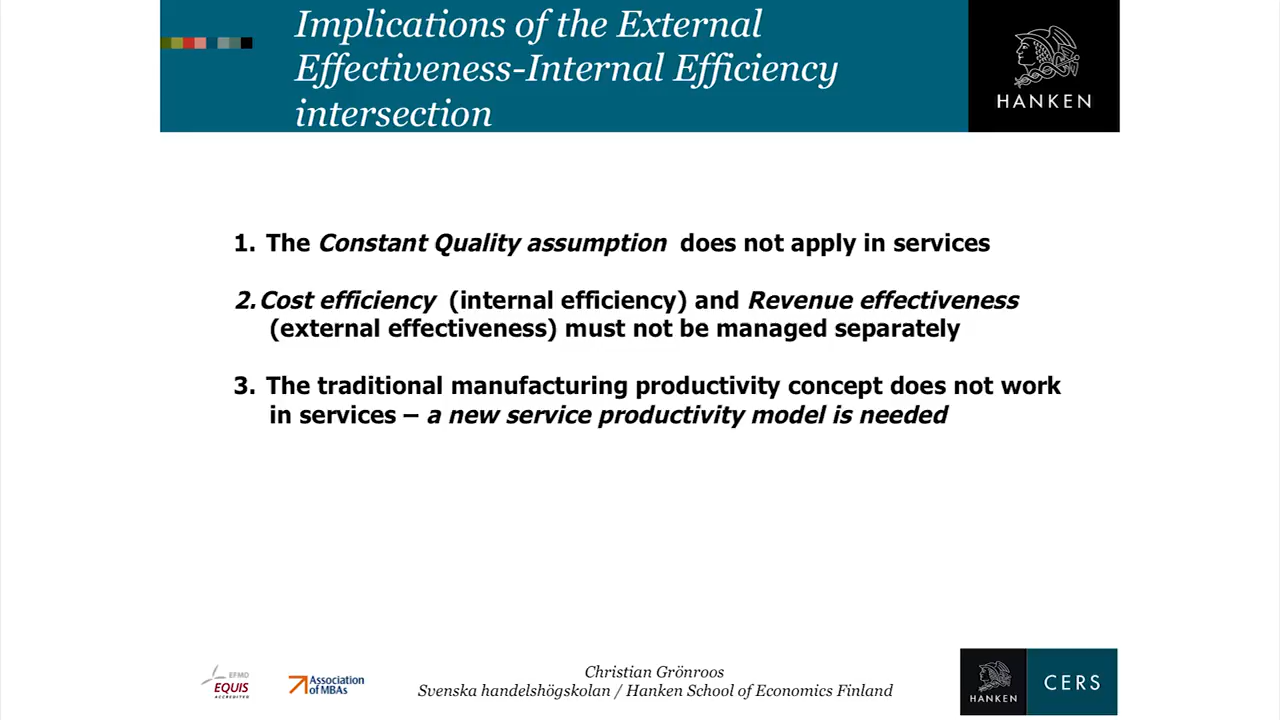 Implications of the External
Effectiveness-Internal Efficiency
intersection
HANKEN
1. The Constant Quality assumption does not apply in services
2. Cost efficiency (internal efficiency) and Revenue effectiveness
(external effectiveness) must not be managed separately
3. The traditional manufacturing productivity concept does not work
in services – a new service productivity model is needed
EFMD
EQUIS
ACCREDITED
Association
of MBAs
Christian Grönroos
Svenska handelshögskolan / Hanken School of Economics Finland
HANKEN
CERS